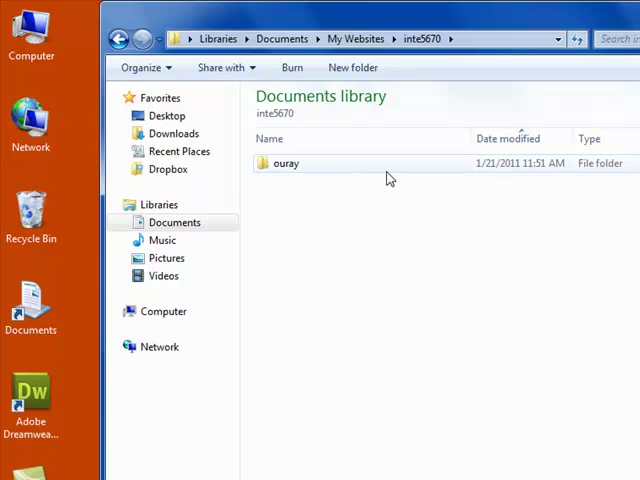 Computer
Network
Recycle Bin
Documents
Adobe
Dreamwea...
Libraries
Documents
My Websites
inte5670
Search
Organize
Share with
Burn
New folder
Favorites
Desktop
Downloads
Recent Places
Dropbox
Libraries
Documents
Music
Pictures
Videos
Computer
Network
Documents library
inte5670
Name
Date modified
Type
ouray
1/21/2011 11:51 AM
File folder
Dw